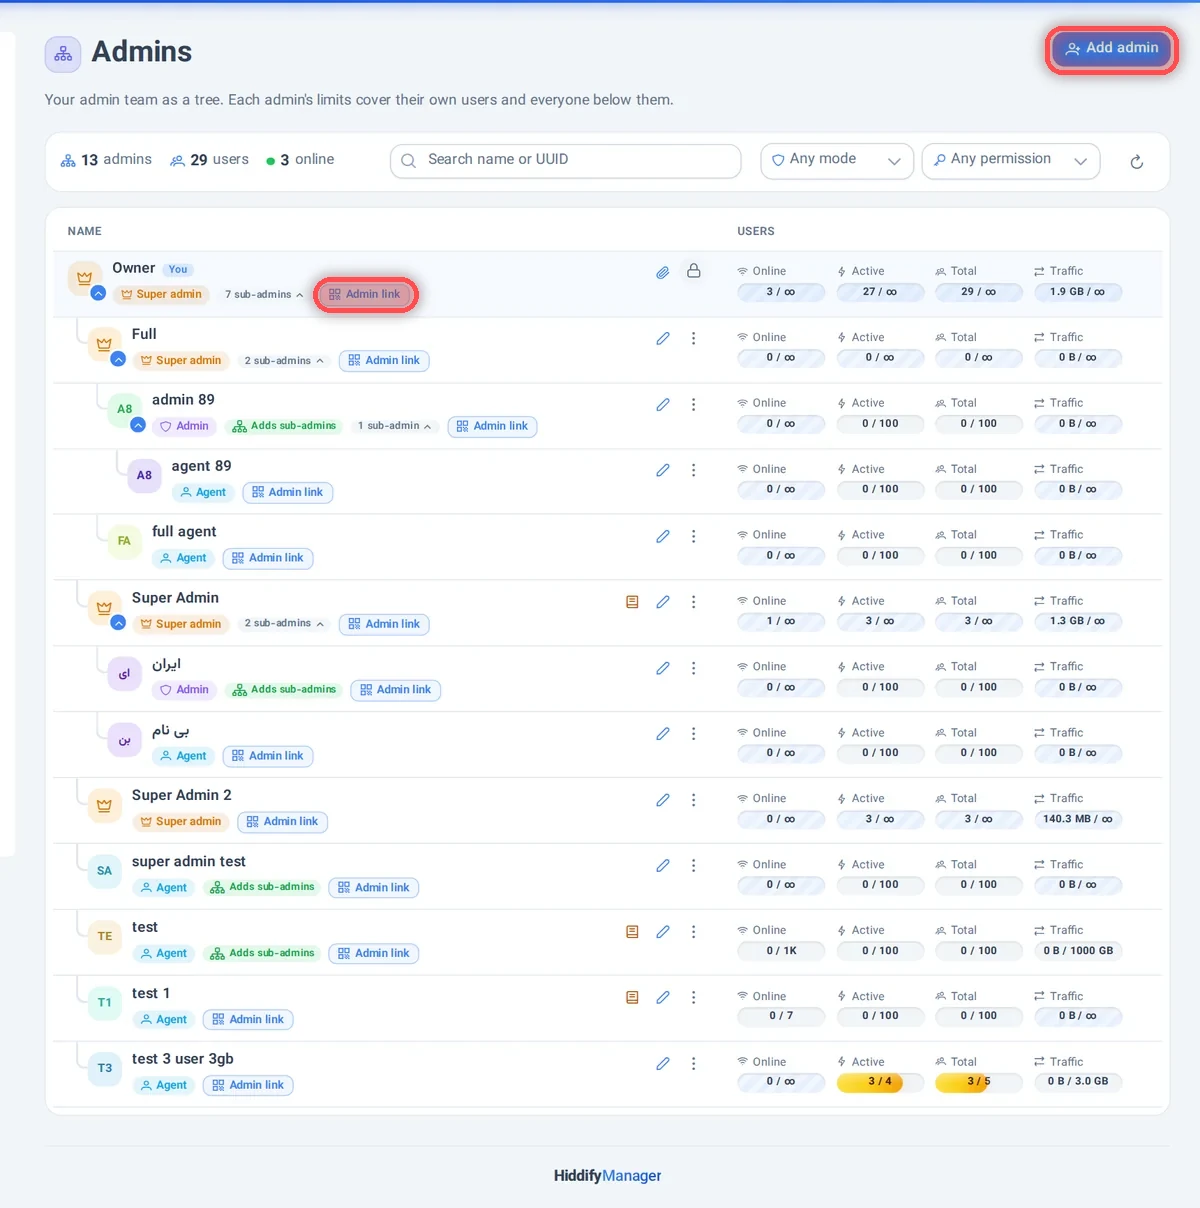 Admins
Add admin
Your admin team as a tree. Each admin's limits cover their own users and everyone below them.
13 admins 29 users 3 online Search name or UUID Any mode Any permission
NAME USERS
Owner You
Super admin 7 sub-admins Admin link
Online Active Total Traffic
3 / ∞ 27 / ∞ 29 / ∞ 1.9 GB / ∞
Full
Super admin 2 sub-admins Admin link
Online Active Total Traffic
0 / ∞ 0 / ∞ 0 / ∞ 0 B / ∞
A8 admin 89
Admin Adds sub-admins 1 sub-admin Admin link
Online Active Total Traffic
0 / ∞ 0 / 100 0 / 100 0 B / ∞
A8 agent 89
Agent Admin link
Online Active Total Traffic
0 / ∞ 0 / 100 0 / 100 0 B / ∞
FA full agent
Agent Admin link
Online Active Total Traffic
0 / ∞ 0 / 100 0 / 100 0 B / ∞
Super Admin
Super admin 2 sub-admins Admin link
Online Active Total Traffic
1 / ∞ 3 / ∞ 3 / ∞ 1.3 GB / ∞
ای ایران
Admin Adds sub-admins Admin link
Online Active Total Traffic
0 / ∞ 0 / 100 0 / 100 0 B / ∞
بن بی نام
Agent Admin link
Online Active Total Traffic
0 / ∞ 0 / 100 0 / 100 0 B / ∞
Super Admin 2
Super admin Admin link
Online Active Total Traffic
0 / ∞ 3 / ∞ 3 / ∞ 140.3 MB / ∞
SA super admin test
Agent Adds sub-admins Admin link
Online Active Total Traffic
0 / ∞ 0 / 100 0 / 100 0 B / ∞
TE test
Agent Adds sub-admins Admin link
Online Active Total Traffic
0 / 1K 0 / 100 0 / 100 0 B / 1000 GB
T1 test 1
Agent Admin link
Online Active Total Traffic
0 / 7 0 / 100 0 / 100 0 B / ∞
T3 test 3 user 3gb
Agent Admin link
Online Active Total Traffic
0 / ∞ 3 / 4 3 / 5 0 B / 3.0 GB
HiddifyManager